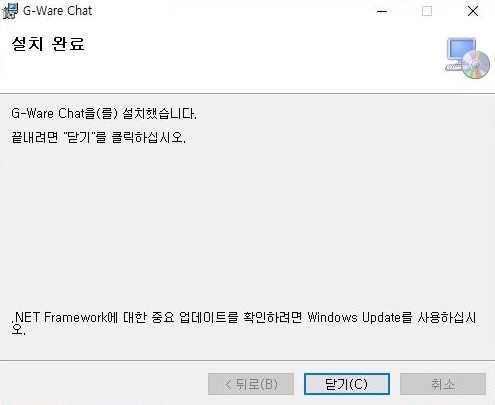 G-Ware Chat
설치 완료
G-Ware Chat을(를) 설치했습니다.
끝내려면 "닫기"를 클릭하십시오.
.NET Framework에 대한 중요 업데이트를 확인하려면 Windows Update를 사용하십시
오.
< 뒤로(B) 닫기(C) 취소